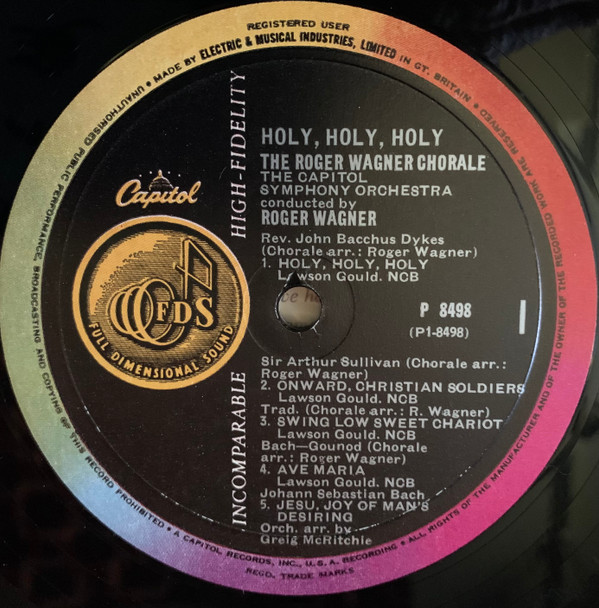 REGISTERED USER
UNAUTHORISED PUBLIC PERFORMANCE, BROADCASTING AND COPYING OF THIS RECORD PROHIBITED • MADE BY ELECTRIC & MUSICAL INDUSTRIES, LIMITED IN GT. BRITAIN • ALL RIGHTS OF THE MANUFACTURER AND OF THE OWNER OF THE RECORDED WORK ARE RESERVED •
Capitol
FDS
FULL DIMENSIONAL SOUND
INCOMPARABLE HIGH-FIDELITY
HOLY, HOLY, HOLY
THE ROGER WAGNER CHORALE
THE CAPITOL
SYMPHONY ORCHESTRA
conducted by
ROGER WAGNER
Rev. John Bacchus Dykes
(Chorale arr.: Roger Wagner)
1. HOLY, HOLY, HOLY
Lawson Gould. NCB
P 8498
1
(P1-8498)
Sir Arthur Sullivan (Chorale arr.:
Roger Wagner)
2. ONWARD, CHRISTIAN SOLDIERS
Lawson Gould. NCB
Trad. (Chorale arr.: R. Wagner)
3. SWING LOW SWEET CHARIOT
Lawson Gould. NCB
Bach—Gounod (Chorale
arr.: Roger Wagner)
4. AVE MARIA
Lawson Gould. NCB
Johann Sebastian Bach
5. JESU, JOY OF MAN'S
DESIRING
Orch. arr. by
Greig McRitchie
• A CAPITOL RECORDS, INC., U.S.A. RECORDING •
REGD. TRADE MARKS